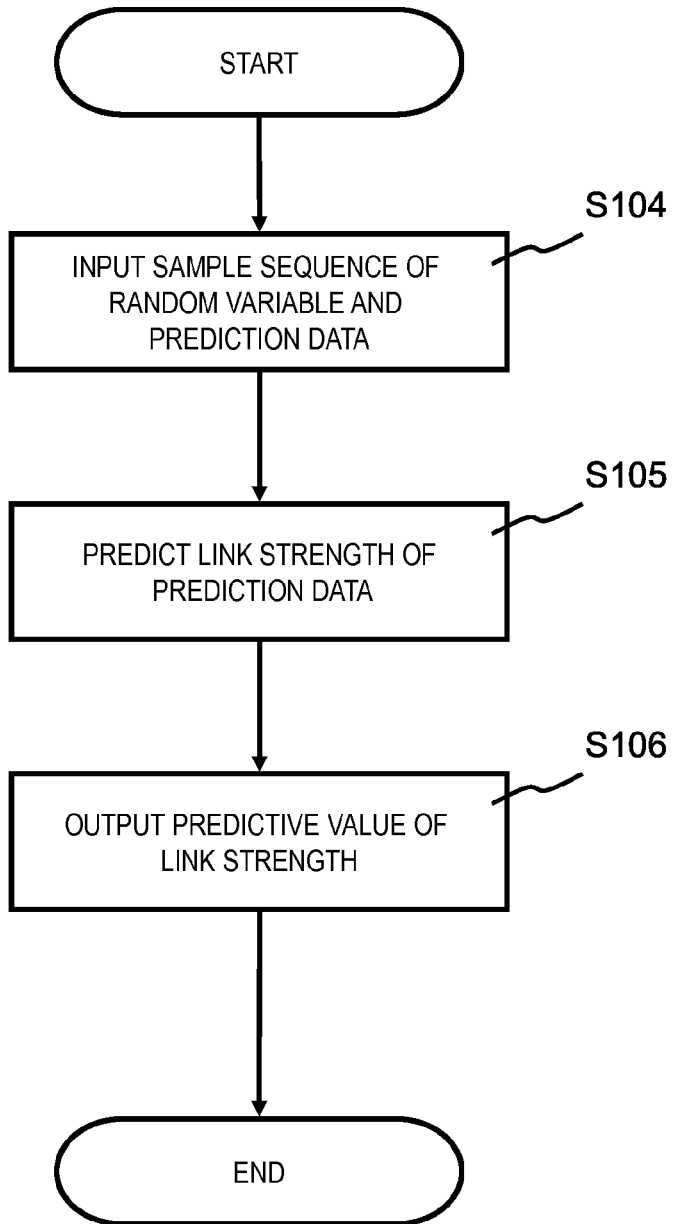 START
S104
INPUT SAMPLE SEQUENCE OF
RANDOM VARIABLE AND
PREDICTION DATA
S105
PREDICT LINK STRENGTH OF
PREDICTION DATA
S106
OUTPUT PREDICTIVE VALUE OF
LINK STRENGTH
END